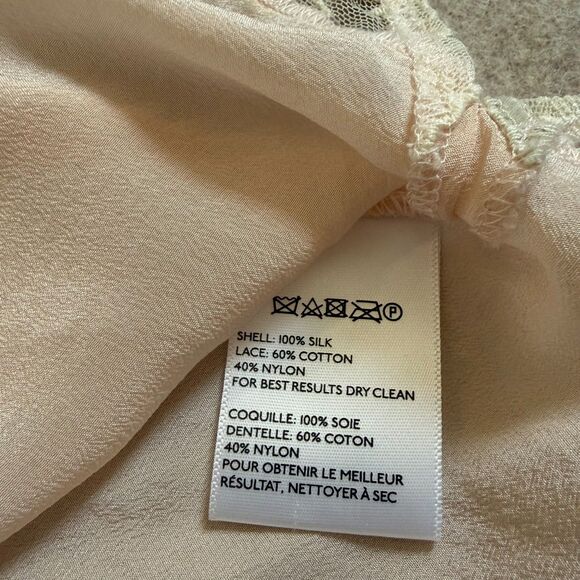 P
SHELL: 100% SILK
LACE: 60% COTTON
40% NYLON
FOR BEST RESULTS DRY CLEAN
COQUILLE: 100% SOIE
DENTELLE: 60% COTON
40% NYLON
POUR OBTENIR LE MEILLEUR
RÉSULTAT, NETTOYER À SEC